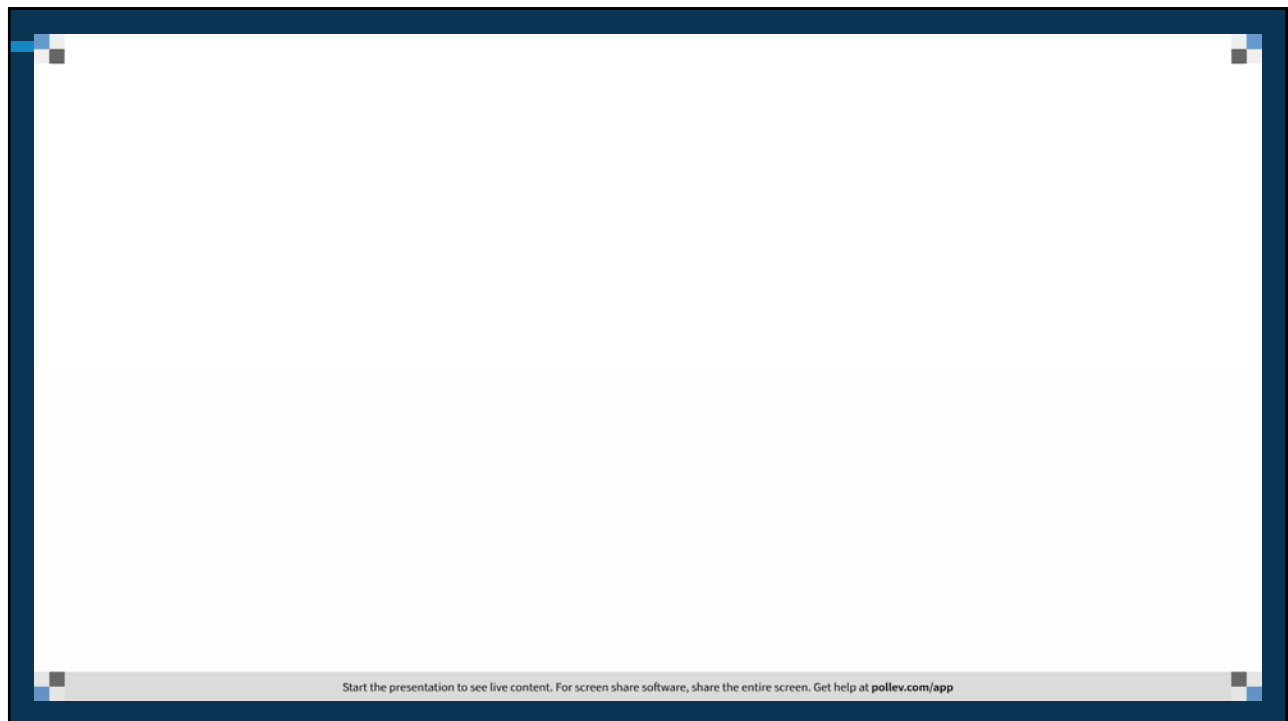 Start the presentation to see live content. For screen share software, share the entire screen. Get help at pollev.com/app